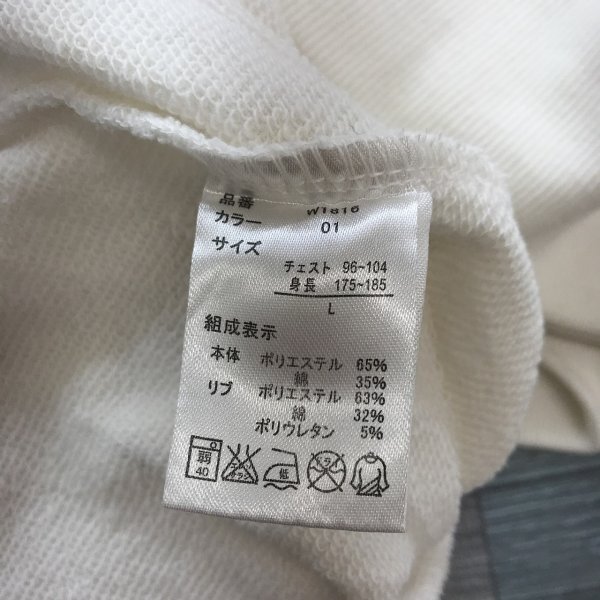 品番 W1816
カラー 01
サイズ
チェスト 96~104
身長 175~185
L
組成表示
本体 ポリエステル 65%
綿 35%
リブ ポリエステル 63%
綿 32%
ポリウレタン 5%
弱 40 低